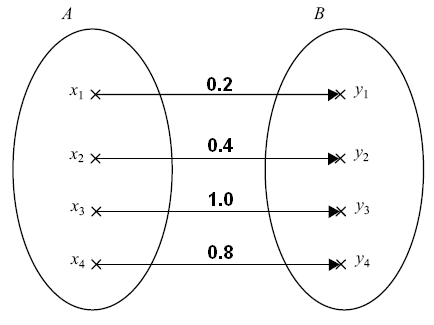 A B
x₁ 0.2 y₁
x₂ 0.4 y₂
x₃ 1.0 y₃
x₄ 0.8 y₄